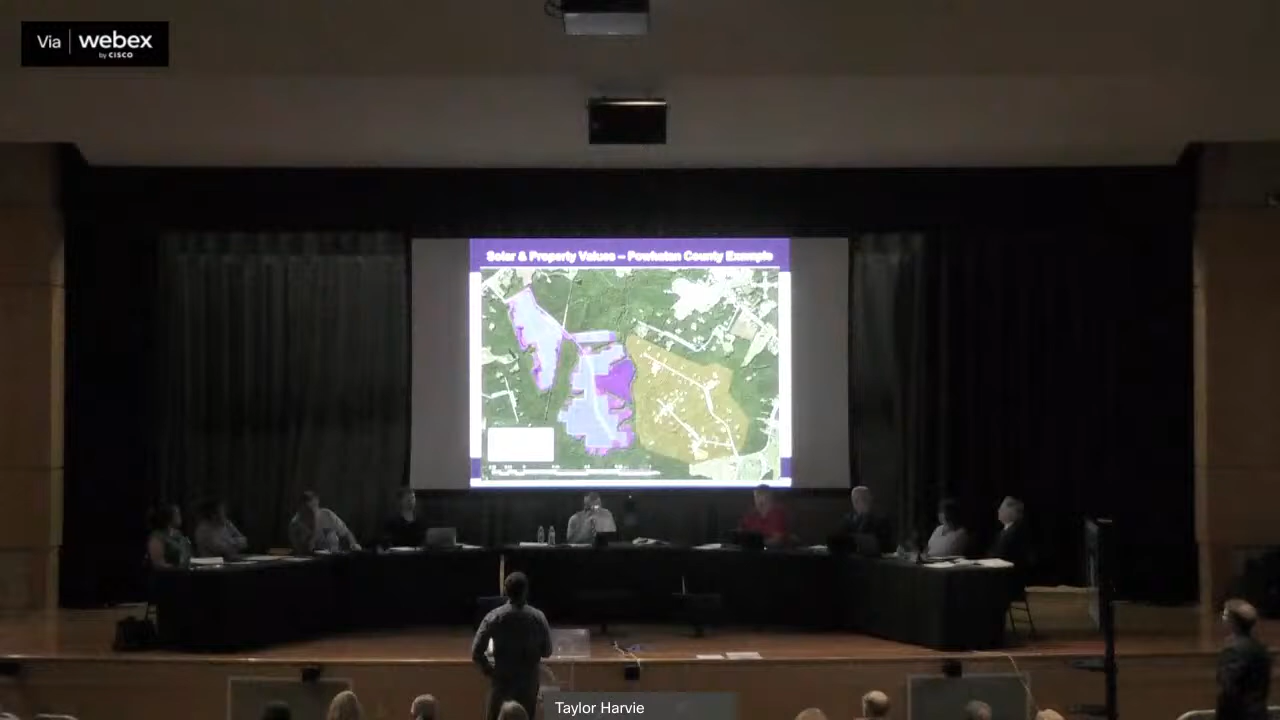 Via webex
by CISCO
Solar & Property Values – Powhatan County Example
Taylor Harvie